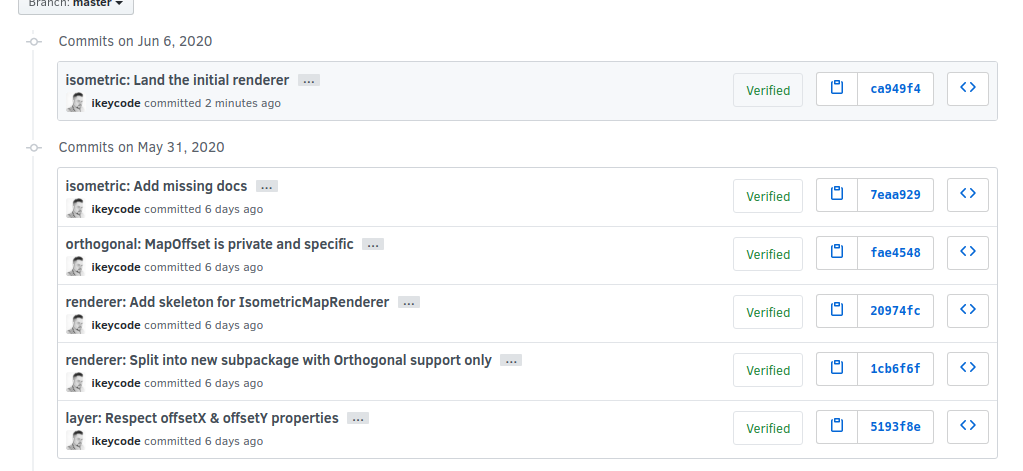 Branch: master
Commits on Jun 6, 2020
isometric: Land the initial renderer ...
ikeycode committed 2 minutes ago
Verified
ca949f4
Commits on May 31, 2020
isometric: Add missing docs ...
ikeycode committed 6 days ago
Verified
7eaa929
orthogonal: MapOffset is private and specific ...
ikeycode committed 6 days ago
Verified
fae4548
renderer: Add skeleton for IsometricMapRenderer ...
ikeycode committed 6 days ago
Verified
20974fc
renderer: Split into new subpackage with Orthogonal support only ...
ikeycode committed 6 days ago
Verified
1cb6f6f
layer: Respect offsetX & offsetY properties ...
ikeycode committed 6 days ago
Verified
5193f8e